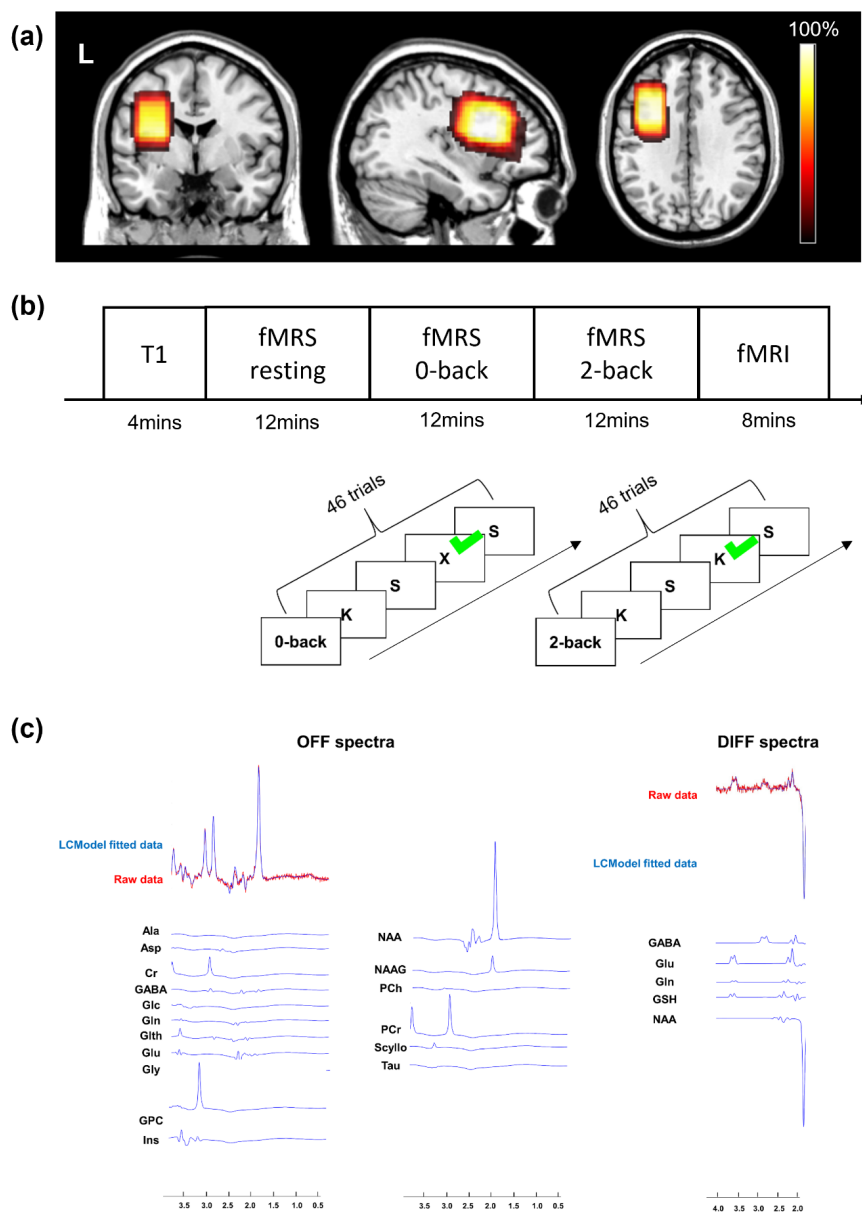 (a)
L
100%
0%
(b)
T1
fMRS
resting
fMRS
0-back
fMRS
2-back
fMRI
4mins
12mins
12mins
12mins
8mins
46 trials
0-back
K
S
X
S
46 trials
2-back
K
S
K
S
(c)
OFF spectra
DIFF spectra
LCModel fitted data
Raw data
Raw data
LCModel fitted data
Ala
Asp
Cr
GABA
Glc
Gln
Glth
Glu
Gly
GPC
Ins
NAA
NAAG
PCh
PCr
Scyllo
Tau
GABA
Glu
Gln
GSH
NAA
3.5 3.0 2.5 2.0 1.5 1.0 0.5
3.5 3.0 2.5 2.0 1.5 1.0 0.5
4.0 3.5 3.0 2.5 2.0